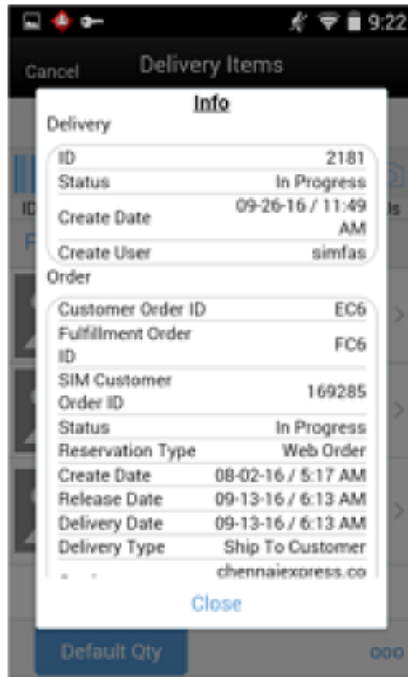 9:22
Cancel Delivery Items
Info
Delivery
ID 2181
Status In Progress
Create Date 09-26-16 / 11:49
AM
Create User simfas
Order
Customer Order ID EC6
Fulfillment Order
ID FC6
SIM Customer
Order ID 169285
Status In Progress
Reservation Type Web Order
Create Date 08-02-16 / 5:17 AM
Release Date 09-13-16 / 6:13 AM
Delivery Date 09-13-16 / 6:13 AM
Delivery Type Ship To Customer
chennaiexpress.co
Close
Default Qty